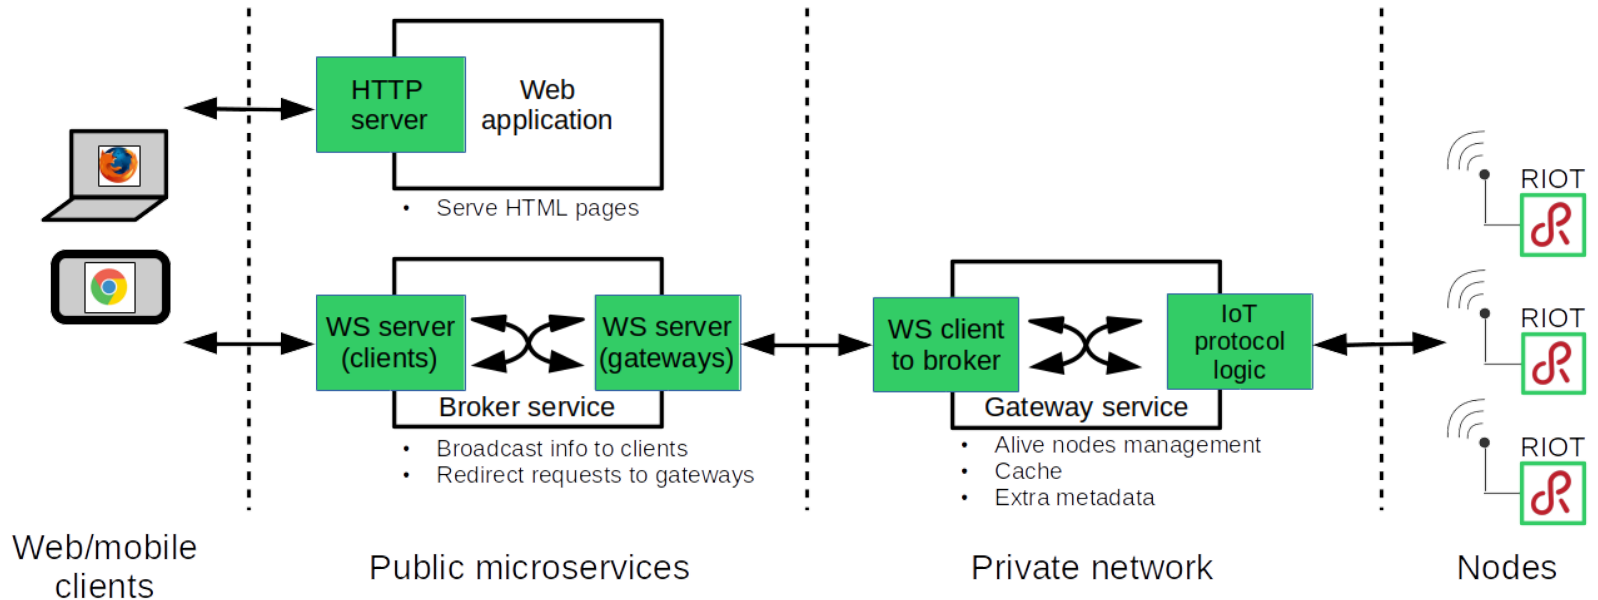 HTTP
server
Web
application
• Serve HTML pages
WS server
(clients)
WS server
(gateways)
Broker service
• Broadcast info to clients
• Redirect requests to gateways
WS client
to broker
IoT
protocol
logic
Gateway service
• Alive nodes management
• Cache
• Extra metadata
RIOT
RIOT
RIOT
Web/mobile
clients
Public microservices
Private network
Nodes